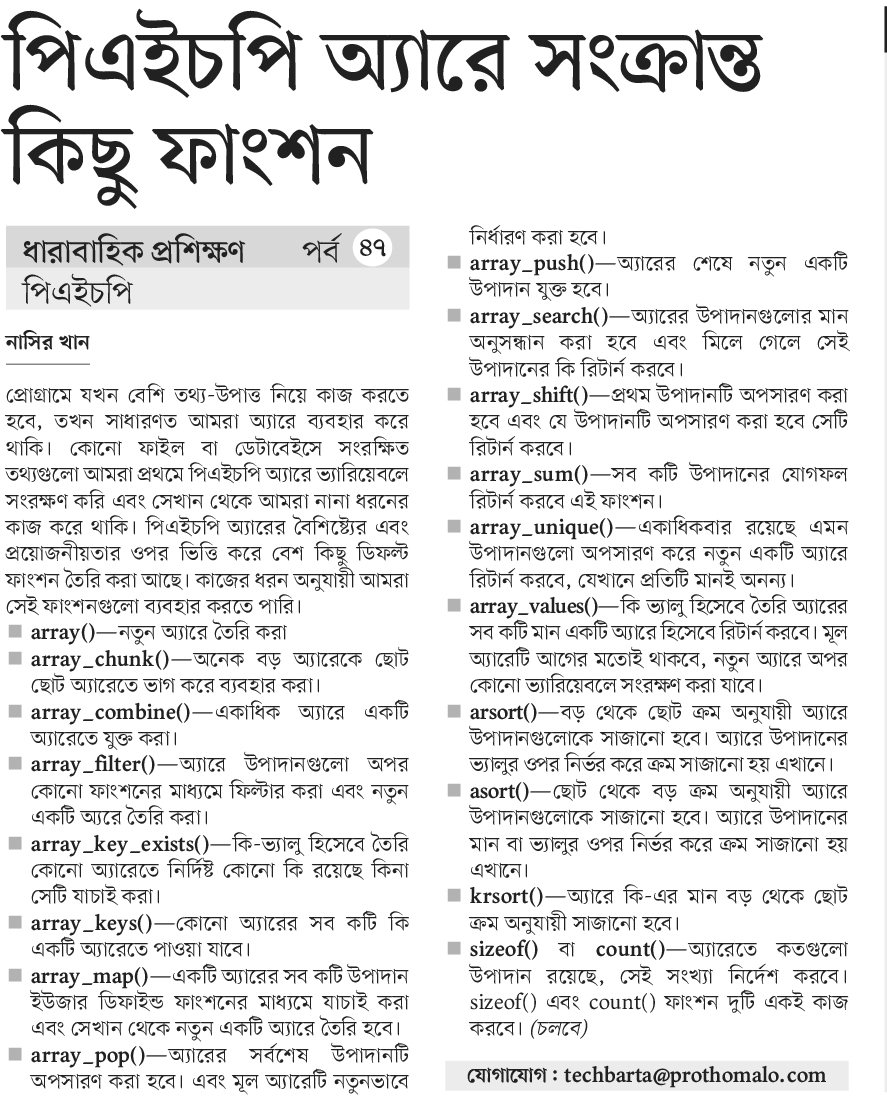 পিএইচপি অ্যারে সংক্রান্ত
কিছু ফাংশন
ধারাবাহিক প্রশিক্ষণ পর্ব ৪৭
পিএইচপি
নাসির খান
প্রোগ্রামে যখন বেশি তথ্য-উপাত্ত নিয়ে কাজ করতে
হবে, তখন সাধারণত আমরা অ্যারে ব্যবহার করে
থাকি। কোনো ফাইল বা ডেটাবেইসে সংরক্ষিত
তথ্যগুলো আমরা প্রথমে পিএইচপি অ্যারে ভ্যারিয়েবলে
সংরক্ষণ করি এবং সেখান থেকে আমরা নানা ধরনের
কাজ করে থাকি। পিএইচপি অ্যারের বৈশিষ্ট্যের এবং
প্রয়োজনীয়তার ওপর ভিত্তি করে বেশ কিছু ডিফল্ট
ফাংশন তৈরি করা আছে। কাজের ধরন অনুযায়ী আমরা
সেই ফাংশনগুলো ব্যবহার করতে পারি।
■ array()—নতুন অ্যারে তৈরি করা
■ array_chunk()—অনেক বড় অ্যারেকে ছোট
ছোট অ্যারেতে ভাগ করে ব্যবহার করা।
■ array_combine()—একাধিক অ্যারে একটি
অ্যারেতে যুক্ত করা।
■ array_filter()—অ্যারে উপাদানগুলো অপর
কোনো ফাংশনের মাধ্যমে ফিল্টার করা এবং নতুন
একটি অ্যরে তৈরি করা।
■ array_key_exists()—কি-ভ্যালু হিসেবে তৈরি
কোনো অ্যারেতে নির্দিষ্ট কোনো কি রয়েছে কিনা
সেটি যাচাই করা।
■ array_keys()—কোনো অ্যারের সব কটি কি
একটি অ্যারেতে পাওয়া যাবে।
■ array_map()—একটি অ্যারের সব কটি উপাদান
ইউজার ডিফাইন্ড ফাংশনের মাধ্যমে যাচাই করা
এবং সেখান থেকে নতুন একটি অ্যারে তৈরি হবে।
■ array_pop()—অ্যারের সর্বশেষ উপাদানটি
অপসারণ করা হবে। এবং মূল অ্যারেটি নতুনভাবে
নির্ধারণ করা হবে।
■ array_push()—অ্যারের শেষে নতুন একটি
উপাদান যুক্ত হবে।
■ array_search()—অ্যারের উপাদানগুলোর মান
অনুসন্ধান করা হবে এবং মিলে গেলে সেই
উপাদানের কি রিটার্ন করবে।
■ array_shift()—প্রথম উপাদানটি অপসারণ করা
হবে এবং যে উপাদানটি অপসারণ করা হবে সেটি
রিটার্ন করবে।
■ array_sum()—সব কটি উপাদানের যোগফল
রিটার্ন করবে এই ফাংশন।
■ array_unique()—একাধিকবার রয়েছে এমন
উপাদানগুলো অপসারণ করে নতুন একটি অ্যারে
রিটার্ন করবে, যেখানে প্রতিটি মানই অনন্য।
■ array_values()—কি ভ্যালু হিসেবে তৈরি অ্যারের
সব কটি মান একটি অ্যারে হিসেবে রিটার্ন করবে। মূল
অ্যারেটি আগের মতোই থাকবে, নতুন অ্যারে অপর
কোনো ভ্যারিয়েবলে সংরক্ষণ করা যাবে।
■ arsort()—বড় থেকে ছোট ক্রম অনুযায়ী অ্যারে
উপাদানগুলোকে সাজানো হবে। অ্যারে উপাদানের
ভ্যালুর ওপর নির্ভর করে ক্রম সাজানো হয় এখানে।
■ asort()—ছোট থেকে বড় ক্রম অনুযায়ী অ্যারে
উপাদানগুলোকে সাজানো হবে। অ্যারে উপাদানের
মান বা ভ্যালুর ওপর নির্ভর করে ক্রম সাজানো হয়
এখানে।
■ krsort()—অ্যারে কি-এর মান বড় থেকে ছোট
ক্রম অনুযায়ী সাজানো হবে।
■ sizeof() বা count()—অ্যারেতে কতগুলো
উপাদান রয়েছে, সেই সংখ্যা নির্দেশ করবে।
sizeof() এবং count() ফাংশন দুটি একই কাজ
করবে। (চলবে)
যোগাযোগ : techbarta@prothomalo.com